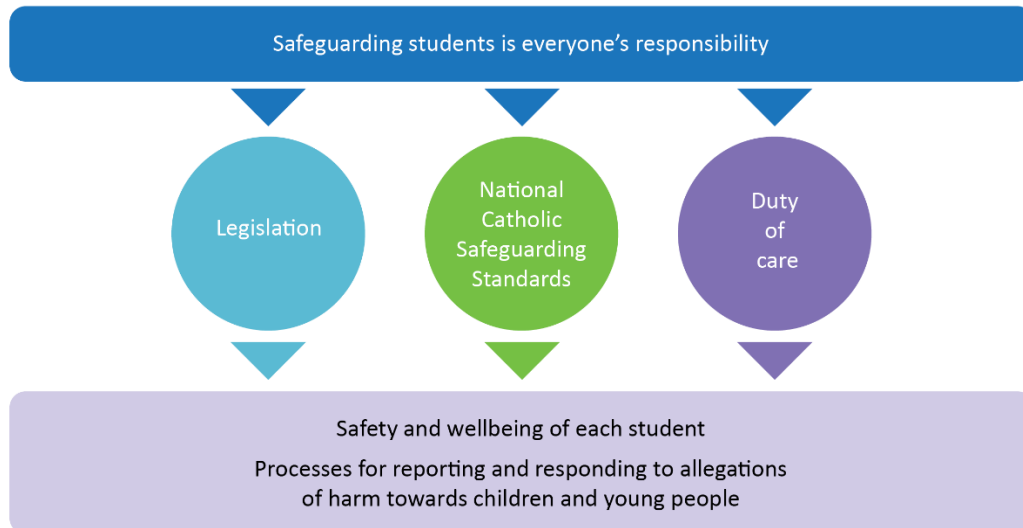 Safeguarding students is everyone’s responsibility
Legislation
National
Catholic
Safeguarding
Standards
Duty
of
care
Safety and wellbeing of each student
Processes for reporting and responding to allegations
of harm towards children and young people